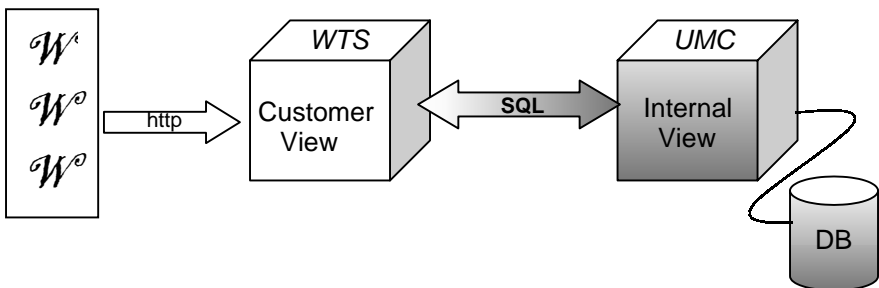 W
W
W
http
WTS
Customer
View
SQL
UMC
Internal
View
DB